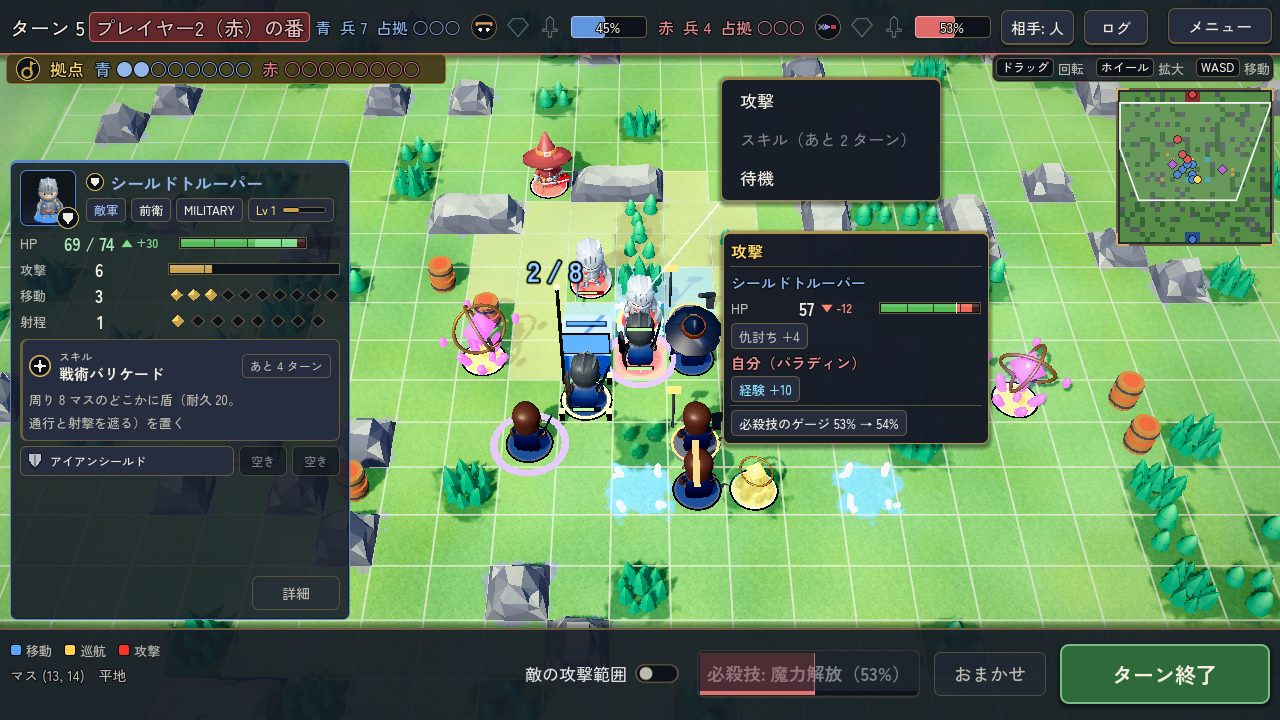 ターン 5 プレイヤー2（赤）の番 青 兵 7 占拠 45% 赤 兵 4 占拠 53% 相手: 人 ログ メニュー
拠点 青 赤
ドラッグ 回転 ホイール 拡大 WASD 移動
攻撃
スキル（あと 2 ターン）
待機
シールドトルーパー
敵軍 前衛 MILITARY Lv 1
HP 69 / 74 ▲ +30
攻撃 6
移動 3
射程 1
スキル
戦術バリケード あと 4 ターン
周り 8 マスのどこかに盾（耐久 20。
通行と射撃を遮る）を置く
アイアンシールド 空き 空き
詳細
2 / 8
攻撃
シールドトルーパー
HP 57 ▼ -12
仇討ち +4
自分（パラディン）
経験 +10
必殺技のゲージ 53% → 54%
移動 巡航 攻撃
マス (13, 14) 平地
敵の攻撃範囲
必殺技: 魔力解放（53%）
おまかせ
ターン終了